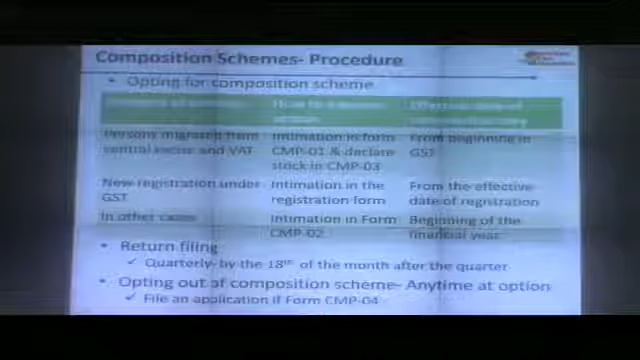 Composition Schemes- Procedure
• Opting for composition scheme
Persons migrated from central sector and VAT
Intimation in form CMP-01 & declare stock in CMP-03
From beginning in GST
New registration under GST
Intimation in the registration form
From the effective date of registration
In other cases
Intimation in Form CMP-02
Beginning of the financial year
• Return filing
✓ Quarterly- by the 18th of the month after the quarter
• Opting out of composition scheme- Anytime at option
✓ File an application if Form CMP-04